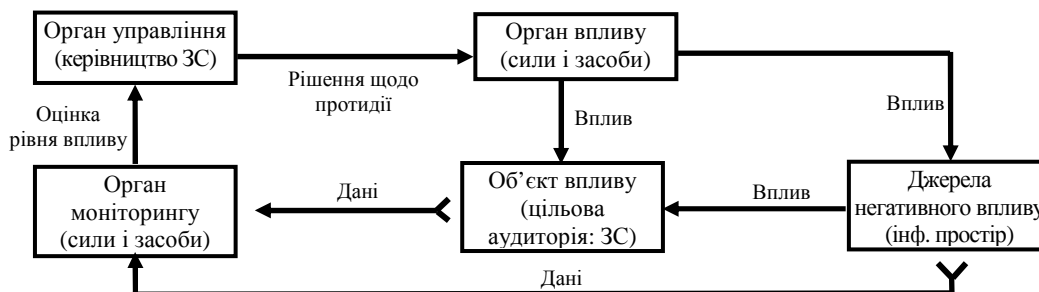 Орган управління
(керівництво ЗС)
Рішення щодо
протидії
Орган впливу
(сили і засоби)
Вплив
Вплив
Оцінка
рівня впливу
Орган
моніторингу
(сили і засоби)
Дані
Об’єкт впливу
(цільова
аудиторія: ЗС)
Вплив
Джерела
негативного впливу
(інф. простір)
Дані